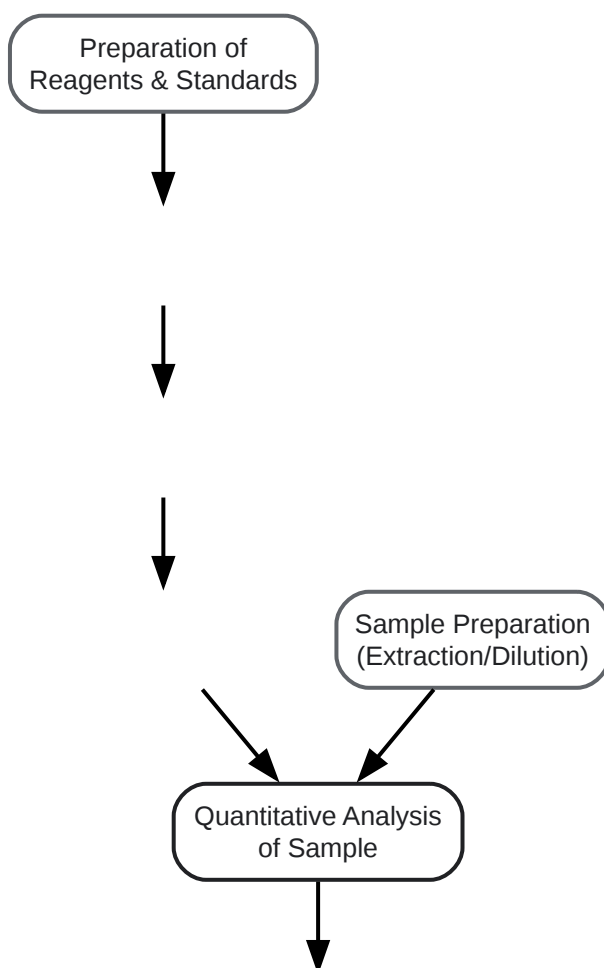 Preparation of
Reagents & Standards
Sample Preparation
(Extraction/Dilution)
Quantitative Analysis
of Sample